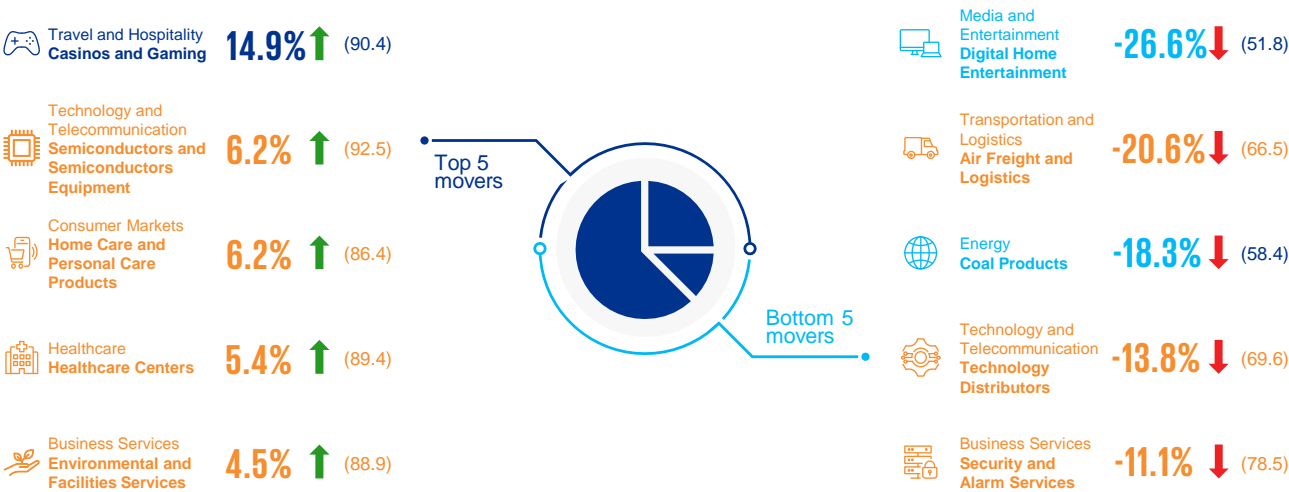 Travel and Hospitality
Casinos and Gaming
14.9%
(90.4)
Technology and
Telecommunication
Semiconductors and
Semiconductors
Equipment
6.2%
(92.5)
Consumer Markets
Home Care and
Personal Care
Products
6.2%
(86.4)
Healthcare
Healthcare Centers
5.4%
(89.4)
Business Services
Environmental and
Facilities Services
4.5%
(88.9)
Top 5
movers
Bottom 5
movers
Media and
Entertainment
Digital Home
Entertainment
-26.6%
(51.8)
Transportation and
Logistics
Air Freight and
Logistics
-20.6%
(66.5)
Energy
Coal Products
-18.3%
(58.4)
Technology and
Telecommunication
Technology
Distributors
-13.8%
(69.6)
Business Services
Security and
Alarm Services
-11.1%
(78.5)